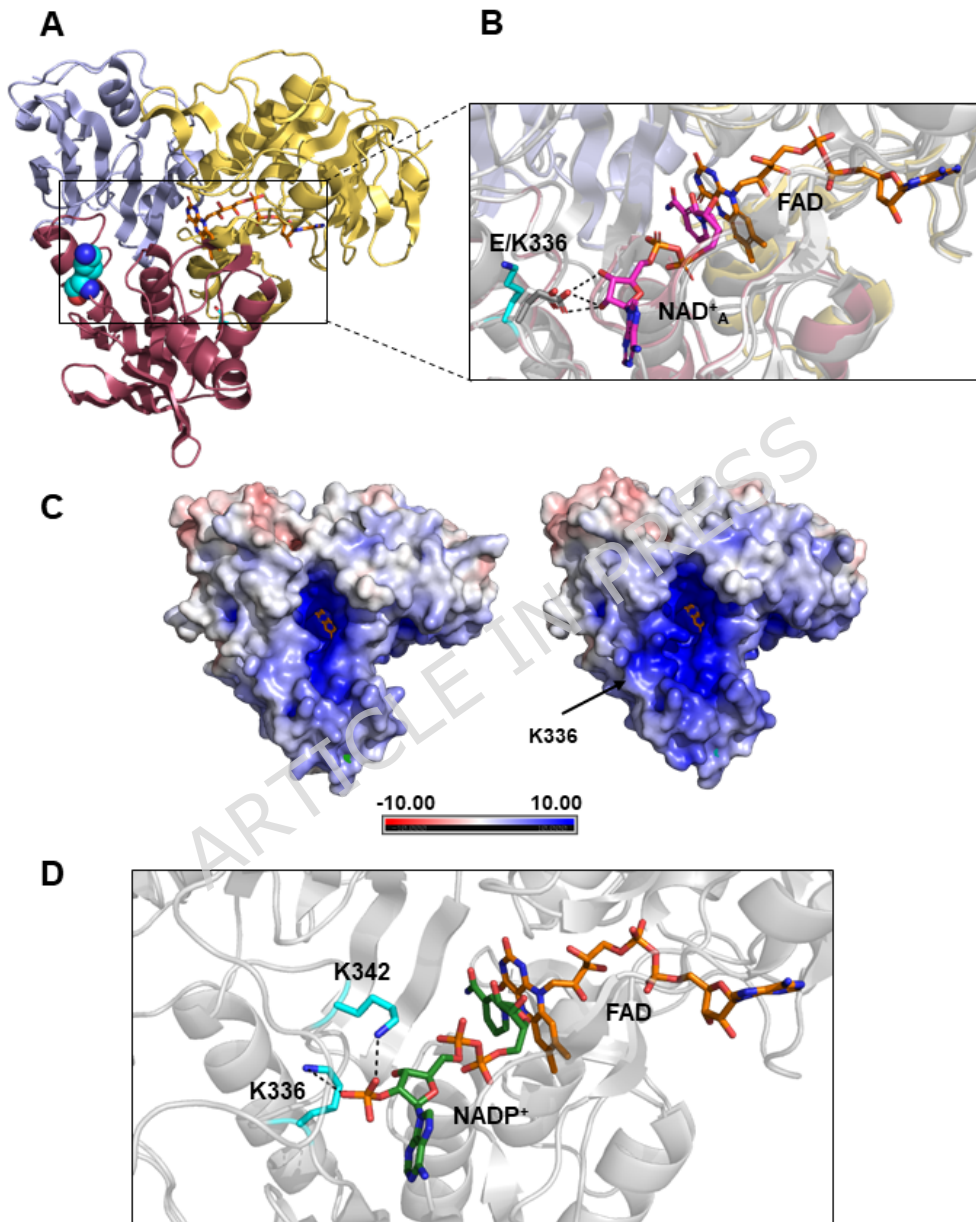 A
B
E/K336
FAD
NAD⁺A
C
K336
-10.00 10.00
D
K342
K336
FAD
NADP⁺
ARTICLE IN PRESS